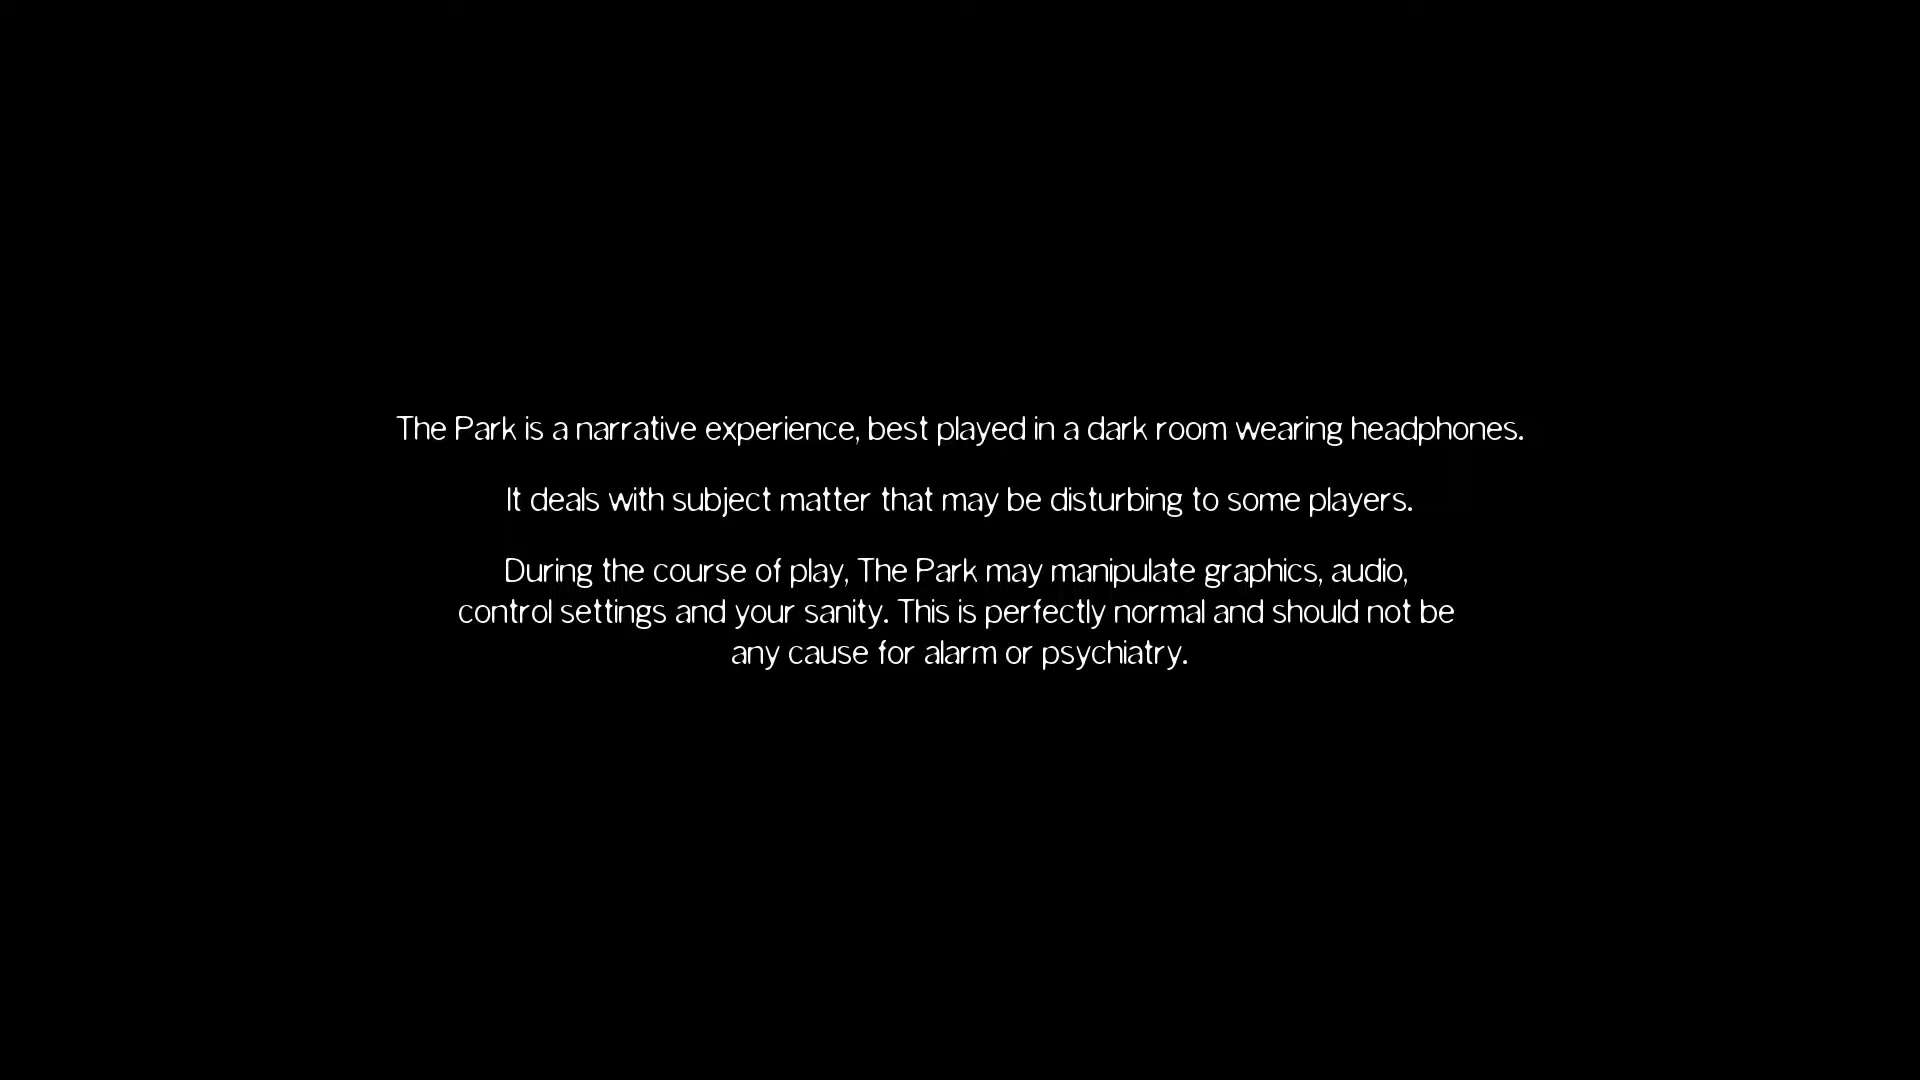 The Park is a narrative experience, best played in a dark room wearing headphones.
It deals with subject matter that may be disturbing to some players.
During the course of play, The Park may manipulate graphics, audio,
control settings and your sanity. This is perfectly normal and should not be
any cause for alarm or psychiatry.